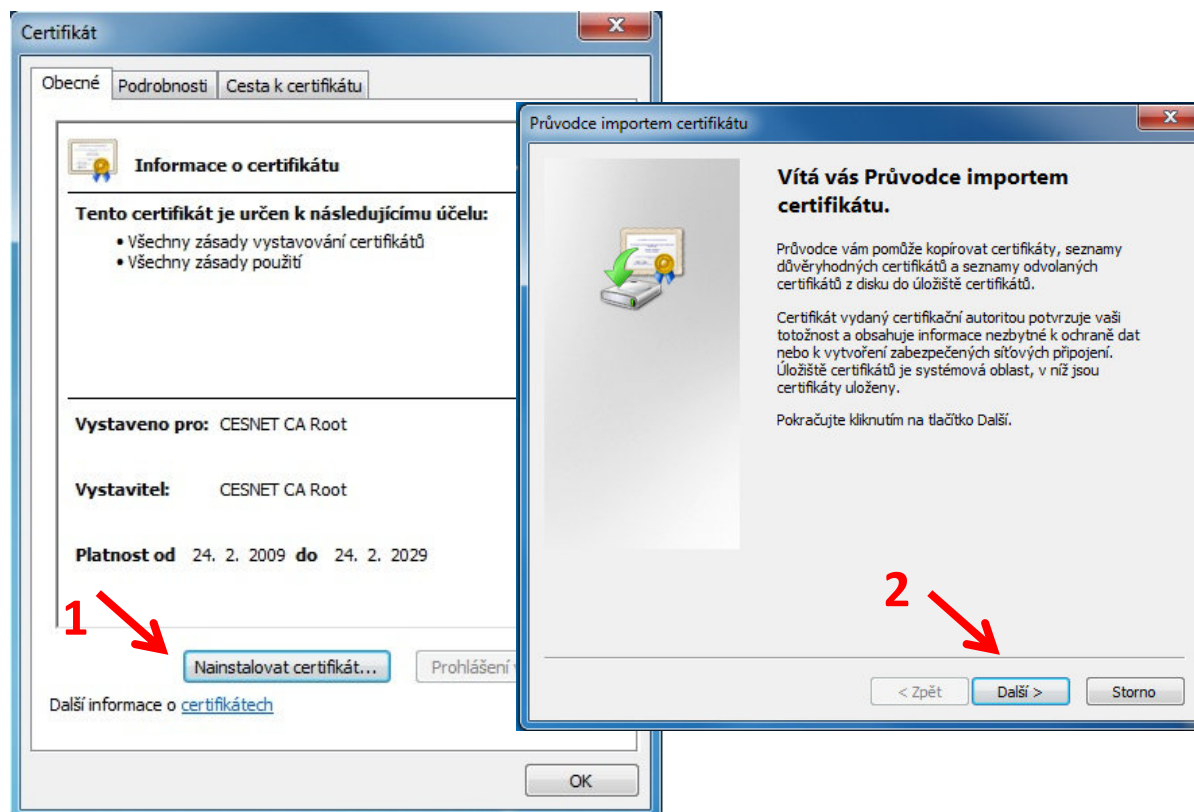 Certifikát
Obecné Podrobnosti Cesta k certifikátu
Informace o certifikátu
Tento certifikát je určen k následujícímu účelu:
• Všechny zásady vystavování certifikátů
• Všechny zásady použití
Vystaveno pro: CESNET CA Root
Vystavitel: CESNET CA Root
Platnost od 24. 2. 2009 do 24. 2. 2029
1
Nainstalovat certifikát... Prohlášení
Další informace o certifikátech
OK
Průvodce importem certifikátu
Vítá vás Průvodce importem
certifikátu.
Průvodce vám pomůže kopírovat certifikáty, seznamy
důvěryhodných certifikátů a seznamy odvolaných
certifikátů z disku do úložiště certifikátů.
Certifikát vydaný certifikační autoritou potvrzuje vaši
totožnost a obsahuje informace nezbytné k ochraně dat
nebo k vytvoření zabezpečených síťových připojení.
Úložiště certifikátů je systémová oblast, v níž jsou
certifikáty uloženy.
Pokračujte kliknutím na tlačítko Další.
2
< Zpět Další > Storno